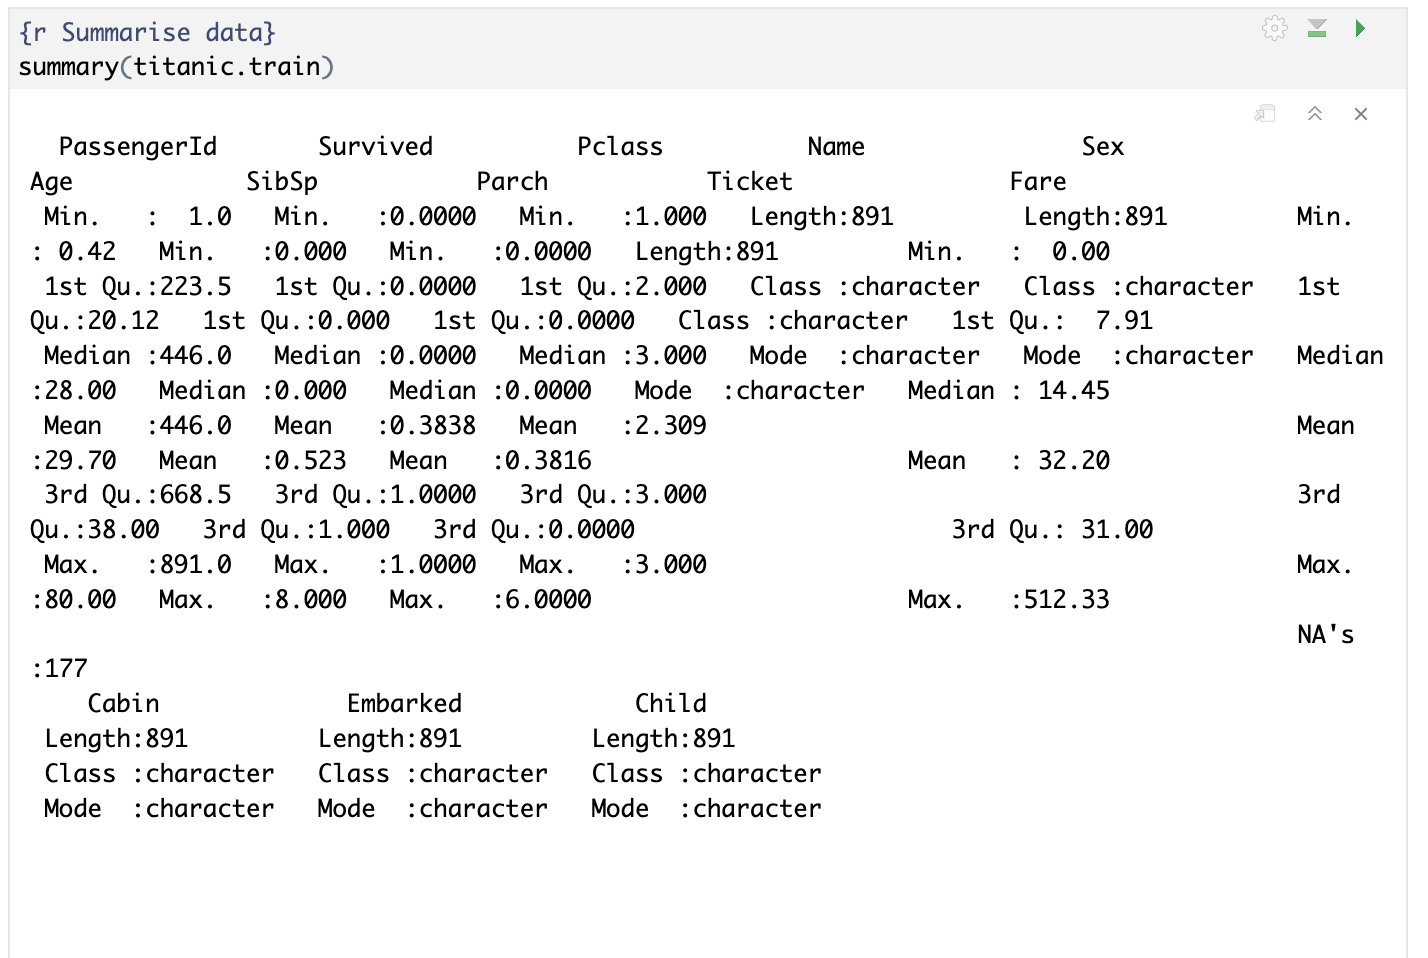 {r Summarise data}
summary(titanic.train)
PassengerId Survived Pclass Name Sex
Age SibSp Parch Ticket Fare
Min. : 1.0 Min. :0.0000 Min. :1.000 Length:891 Length:891 Min.
: 0.42 Min. :0.000 Min. :0.0000 Length:891 Min. : 0.00
1st Qu.:223.5 1st Qu.:0.0000 1st Qu.:2.000 Class :character Class :character 1st
Qu.:20.12 1st Qu.:0.000 1st Qu.:0.0000 Class :character 1st Qu.: 7.91
Median :446.0 Median :0.0000 Median :3.000 Mode :character Mode :character Median
:28.00 Median :0.000 Median :0.0000 Mode :character Median : 14.45
Mean :446.0 Mean :0.3838 Mean :2.309 Mean
:29.70 Mean :0.523 Mean :0.3816 Mean : 32.20
3rd Qu.:668.5 3rd Qu.:1.0000 3rd Qu.:3.000 3rd
Qu.:38.00 3rd Qu.:1.000 3rd Qu.:0.0000 3rd Qu.: 31.00
Max. :891.0 Max. :1.0000 Max. :3.000 Max.
:80.00 Max. :8.000 Max. :6.0000 Max. :512.33
NA's
:177
Cabin Embarked Child
Length:891 Length:891 Length:891
Class :character Class :character Class :character
Mode :character Mode :character Mode :character